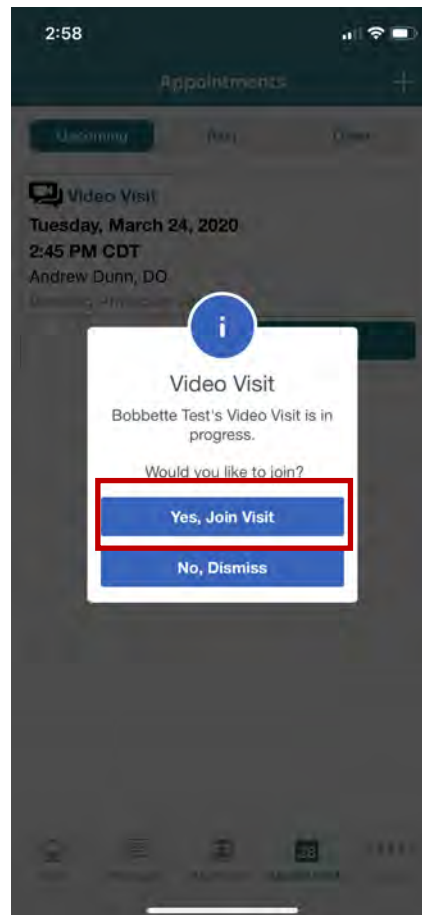 2:58
Appointments
Upcoming
Video Visit
Tuesday, March 24, 2020
2:45 PM CDT
Andrew Dunn, DO
i
Video Visit
Bobbette Test's Video Visit is in
progress.
Would you like to join?
Yes, Join Visit
No, Dismiss
28